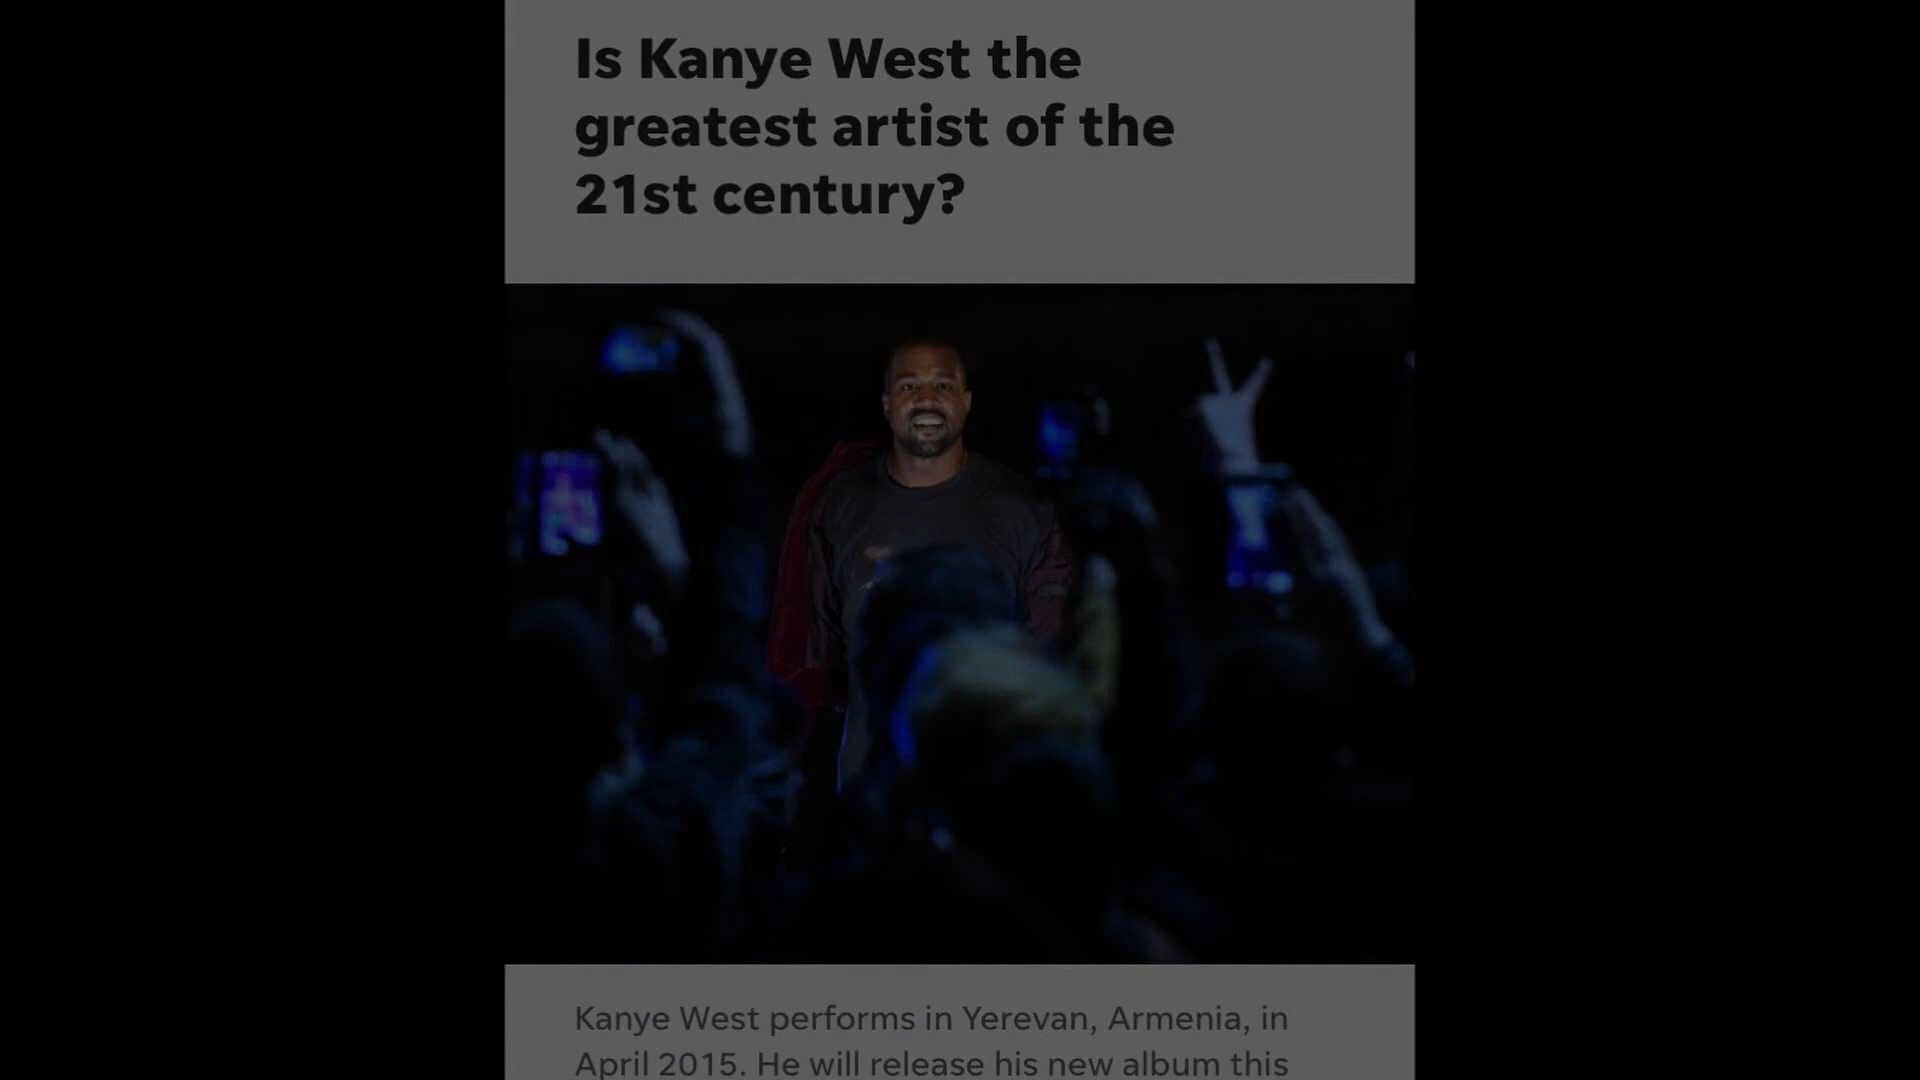 Is Kanye West the
greatest artist of the
21st century?
Kanye West performs in Yerevan, Armenia, in
April 2015. He will release his new album this